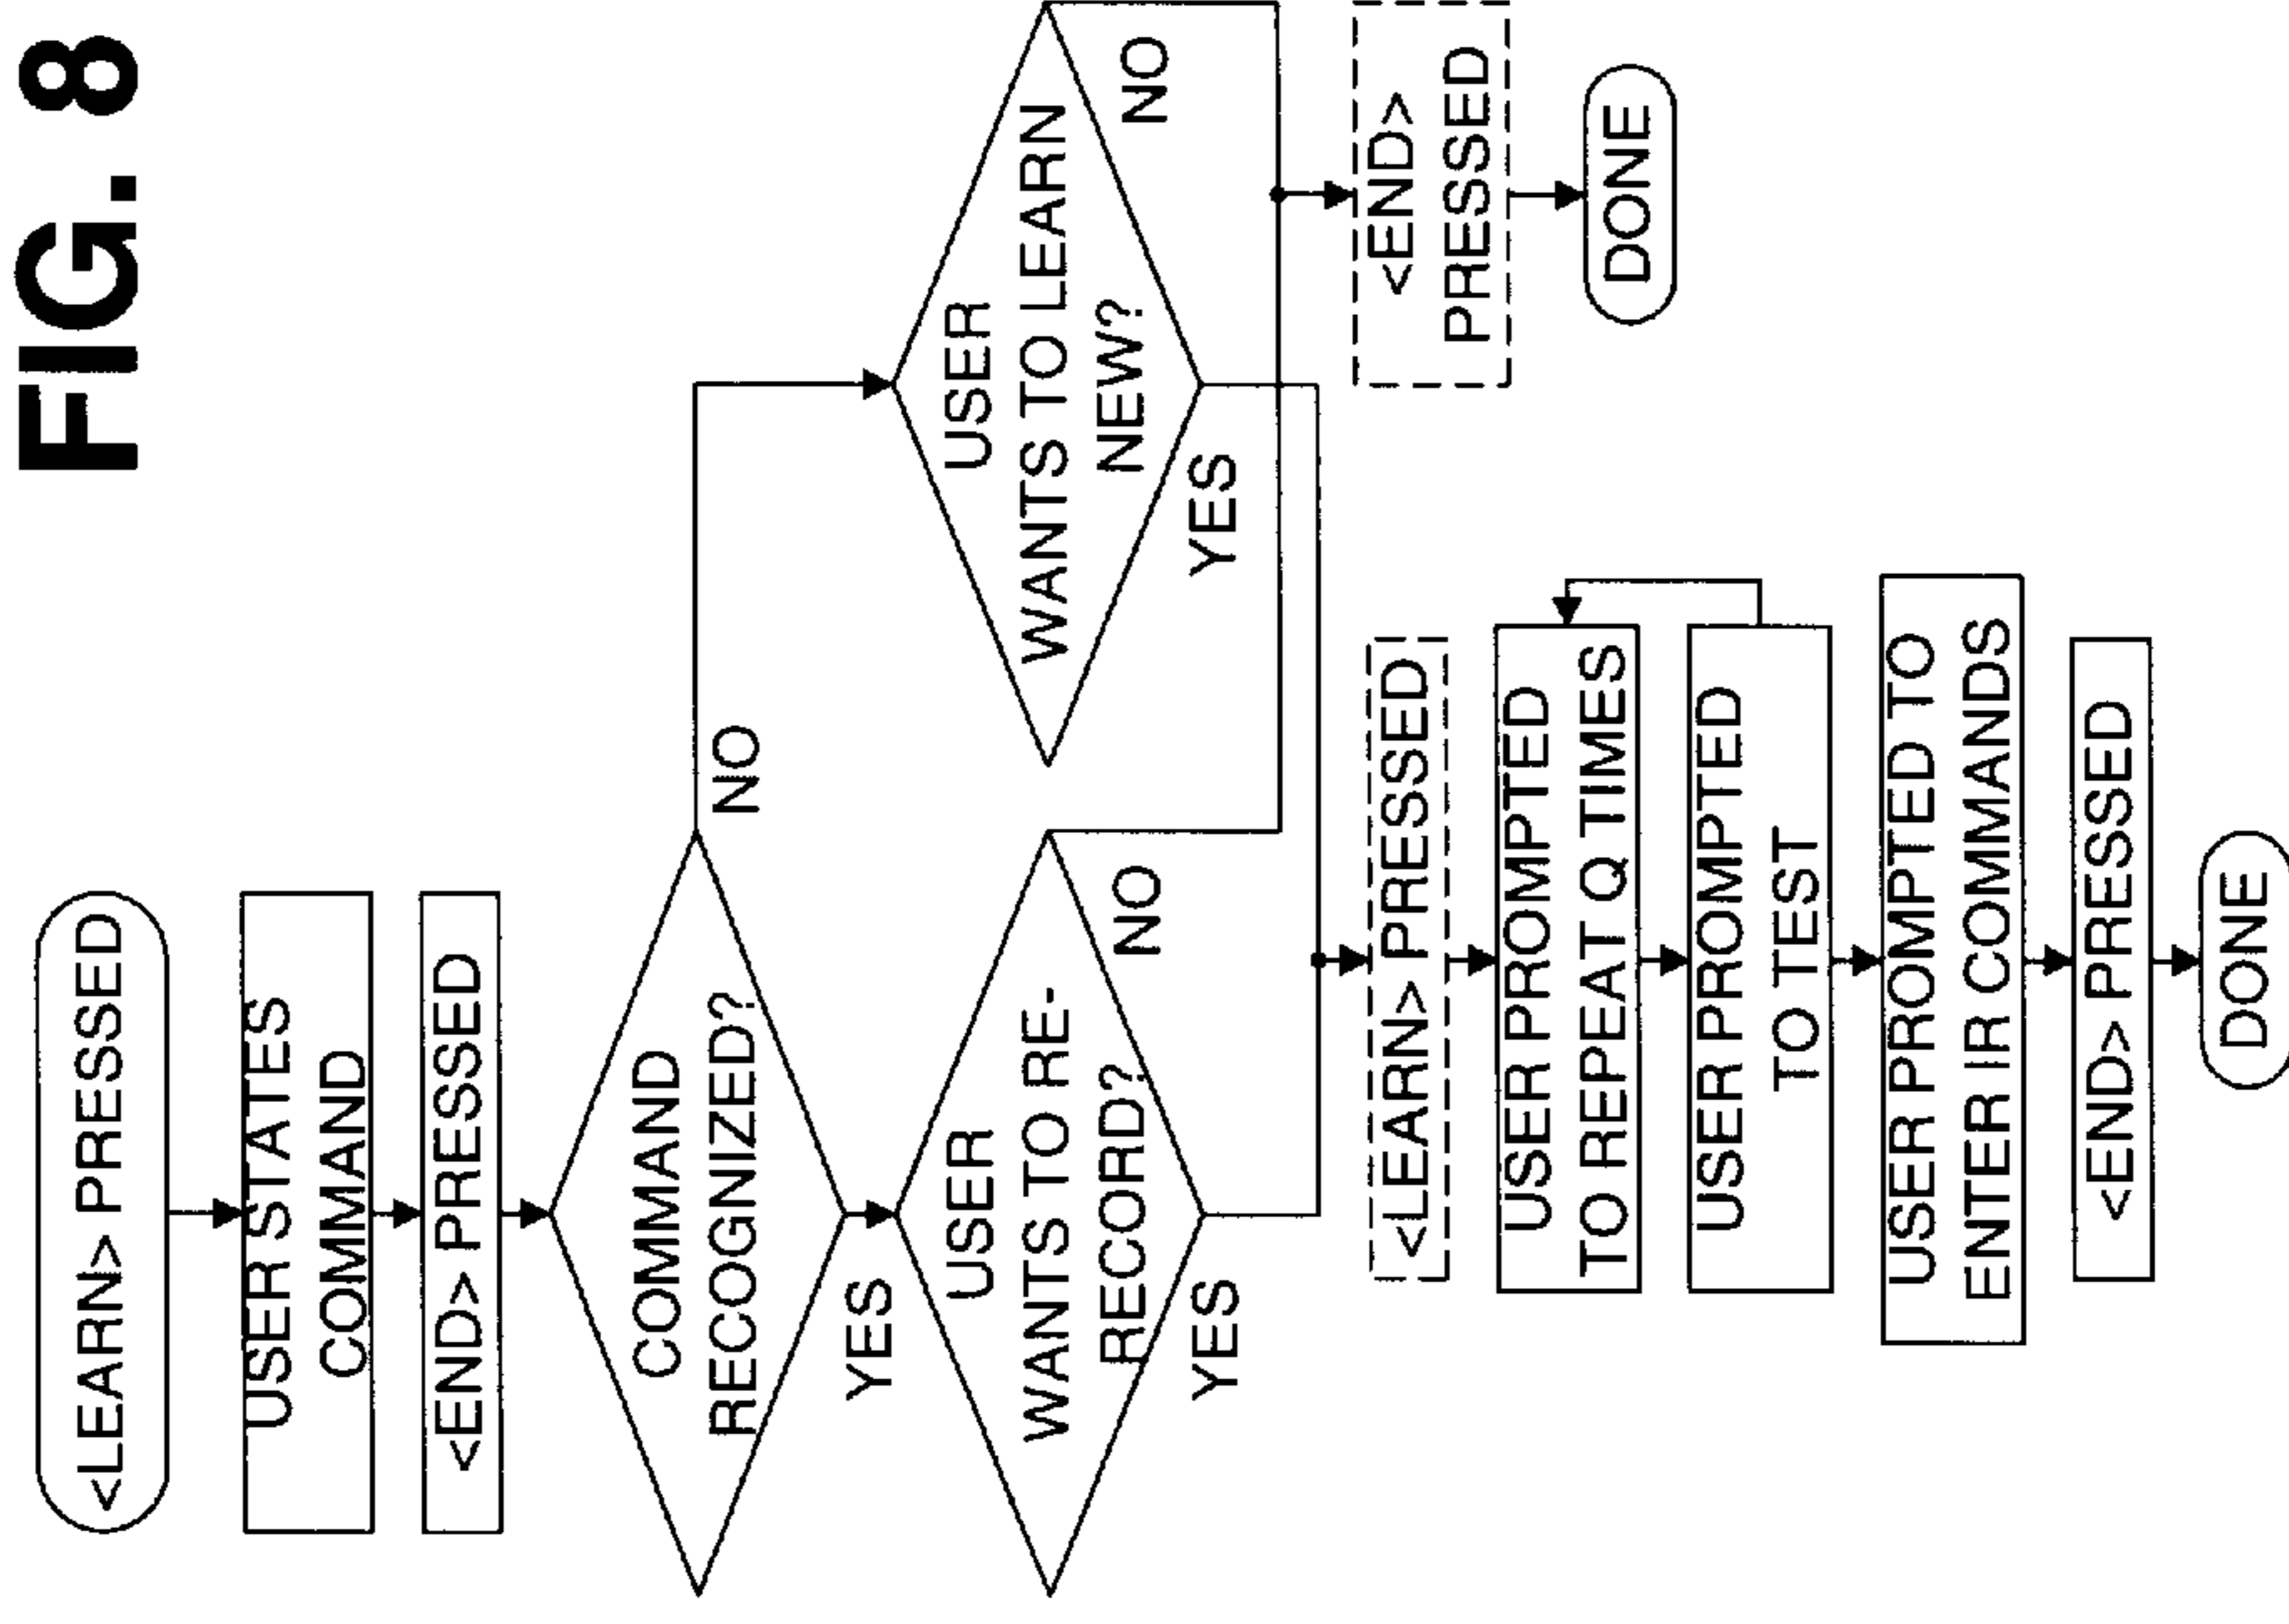 FIG. 8
<LEARN> PRESSED
USER STATES
COMMAND
<END> PRESSED
COMMAND
RECOGNIZED?
NO
YES
USER
WANTS TO RE-
RECORD?
NO
YES
USER
WANTS TO LEARN
NEW?
NO
YES
<END>
PRESSED
DONE
<LEARN> PRESSED
USER PROMPTED
TO REPEAT Q TIMES
USER PROMPTED
TO TEST
USER PROMPTED TO
ENTER IR COMMANDS
<END> PRESSED
DONE